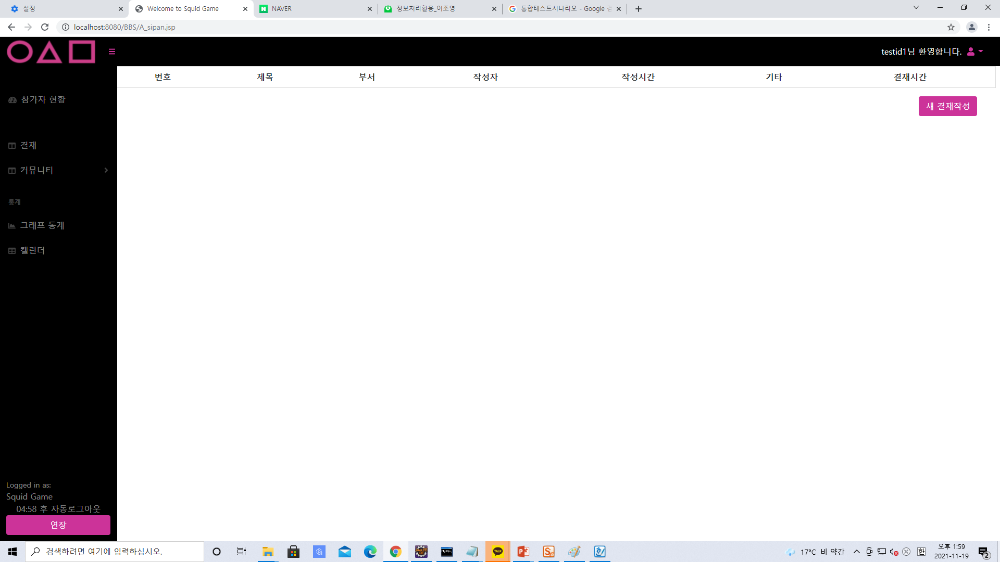 설정
Welcome to Squid Game
NAVER
정보처리활용_이조영
통합테스트시나리오 - Google
localhost:8080/BBS/A_sipan.jsp
testid1님 환영합니다.
번호 제목 부서 작성자 작성시간 기타 결재시간
새 결재작성
참가자 현황
결재
커뮤니티
통계
그래프 통계
캘린더
Logged in as:
Squid Game
04:58 후 자동로그아웃
연장
검색하려면 여기에 입력하십시오.
TALK
17°C 비 약간
한
오후 1:59
2021-11-19
2